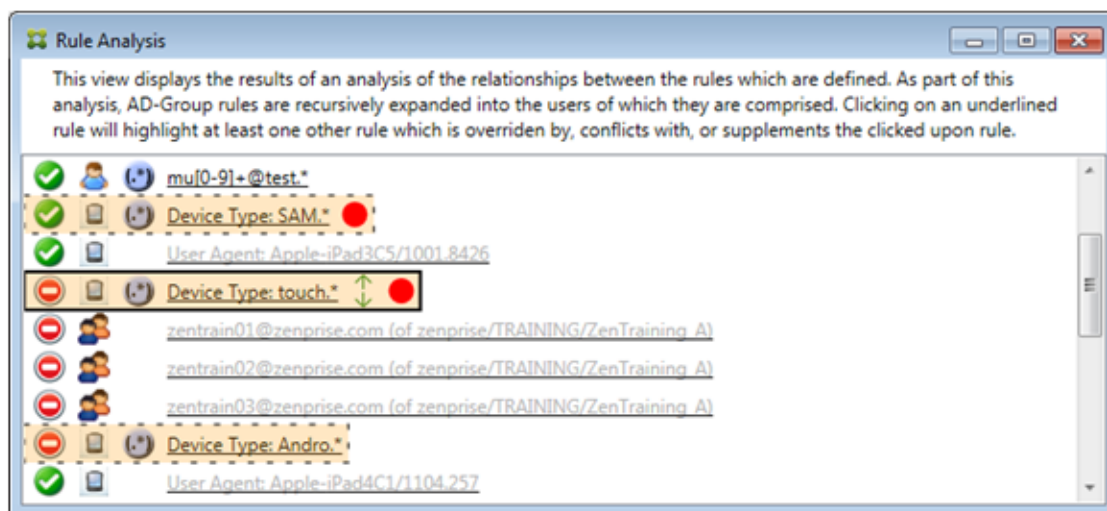 Rule Analysis
This view displays the results of an analysis of the relationships between the rules which are defined. As part of this
analysis, AD-Group rules are recursively expanded into the users of which they are comprised. Clicking on an underlined
rule will highlight at least one other rule which is overriden by, conflicts with, or supplements the clicked upon rule.
(.*) mu[0-9]+@test.*
(.*) Device Type: SAM.*
User Agent: Apple-iPad3C5/1001.8426
(.*) Device Type: touch.*
zentrain01@zenprise.com (of zenprise/TRAINING/ZenTraining A)
zentrain02@zenprise.com (of zenprise/TRAINING/ZenTraining A)
zentrain03@zenprise.com (of zenprise/TRAINING/ZenTraining A)
(.*) Device Type: Andro.*
User Agent: Apple-iPad4C1/1104.257